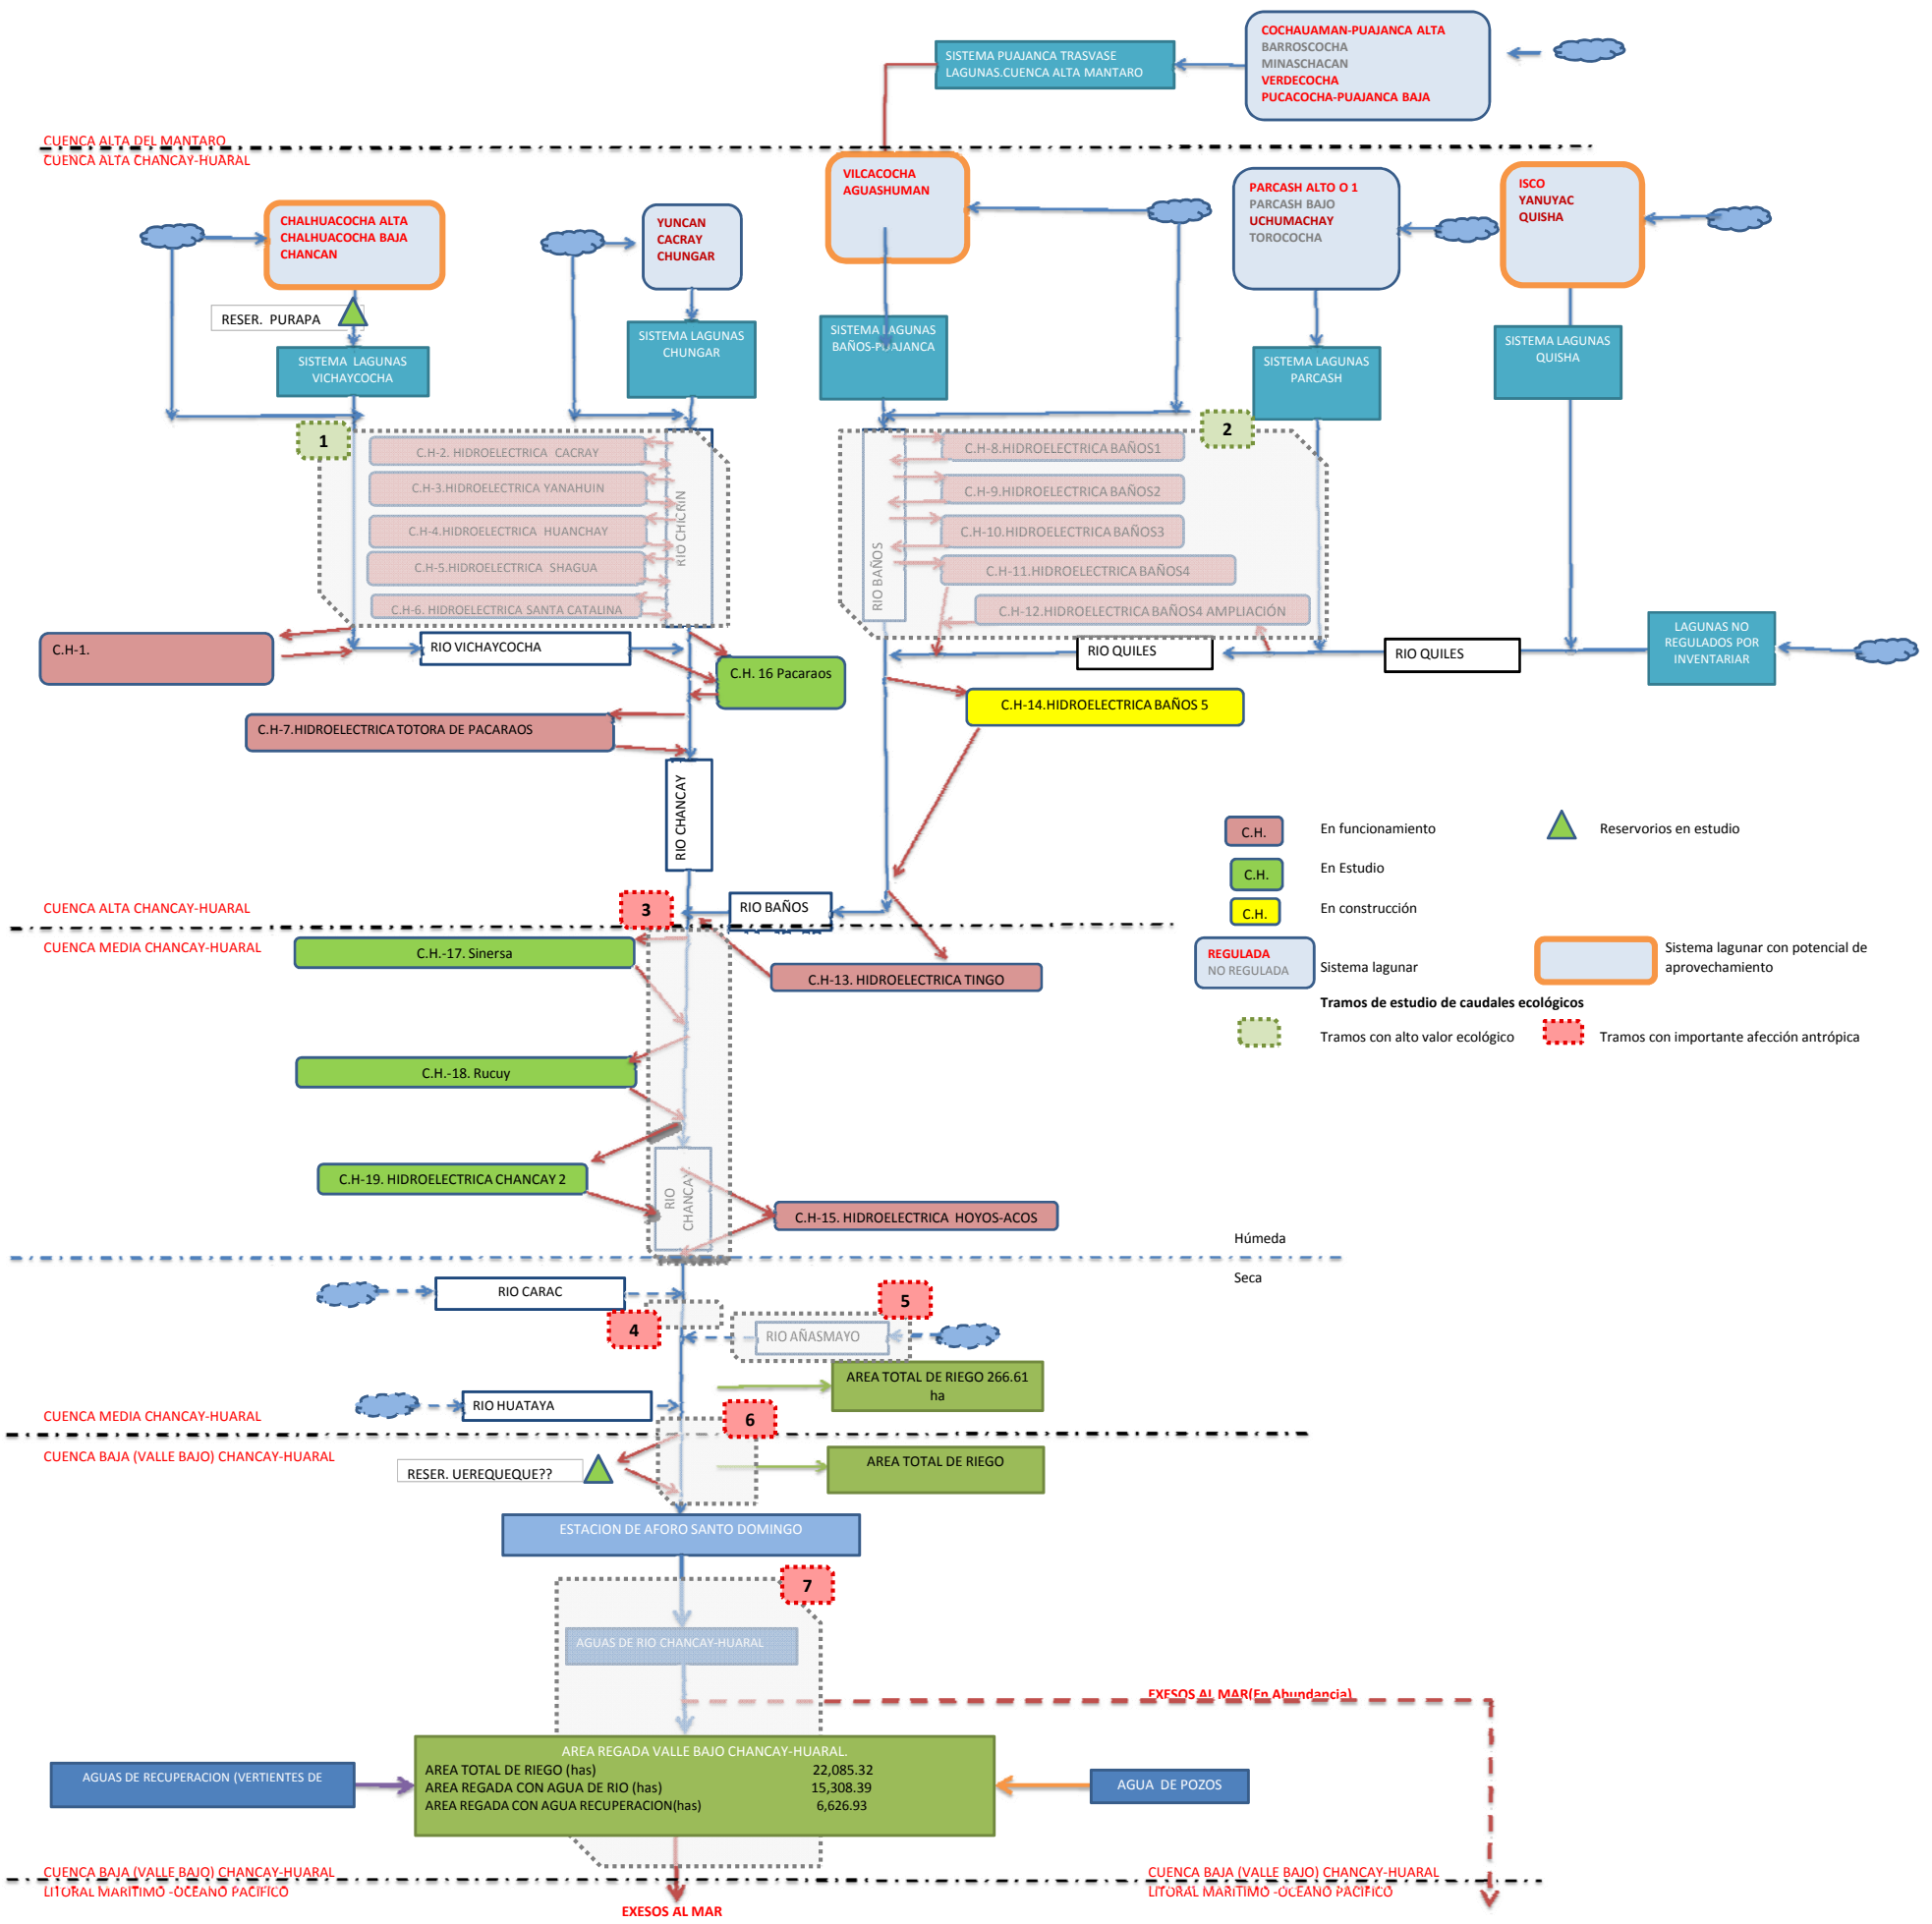 COCHAUAMAN-PUAJANCA ALTA
BARROSCOCHA
MINASCHACAN
VERDECOCHA
PUCACOCHA-PUAJANCA BAJA
SISTEMA PUAJANCA TRASVASE
LAGUNAS.CUENCA ALTA MANTARO
CUENCA ALTA DEL MANTARO
CUENCA ALTA CHANCAY-HUARAL
CHALHUACOCHA ALTA
CHALHUACOCHA BAJA
CHANCAN
YUNCAN
CACRAY
CHUNGAR
VILCACOCHA
AGUASHUMAN
PARCASH ALTO O 1
PARCASH BAJO
UCHUMACHAY
TOROCOCHA
ISCO
YANUYAC
QUISHA
RESER. PURAPA
SISTEMA LAGUNAS
VICHAYCOCHA
SISTEMA LAGUNAS
CHUNGAR
SISTEMA LAGUNAS
BAÑOS-PUAJANCA
SISTEMA LAGUNAS
PARCASH
SISTEMA LAGUNAS
QUISHA
1
2
C.H-2. HIDROELECTRICA CACRAY
C.H-3.HIDROELECTRICA YANAHUIN
C.H-4.HIDROELECTRICA HUANCHAY
C.H-5.HIDROELECTRICA SHAGUA
C.H-6. HIDROELECTRICA SANTA CATALINA
RIO CHICRIN
RIO BAÑOS
C.H-8.HIDROELECTRICA BAÑOS1
C.H-9.HIDROELECTRICA BAÑOS2
C.H-10.HIDROELECTRICA BAÑOS3
C.H-11.HIDROELECTRICA BAÑOS4
C.H-12.HIDROELECTRICA BAÑOS4 AMPLIACIÓN
C.H-1.
RIO VICHAYCOCHA
C.H. 16 Pacaraos
RIO QUILES
RIO QUILES
LAGUNAS NO
REGULADOS POR
INVENTARIAR
C.H-7.HIDROELECTRICA TOTORA DE PACARAOS
C.H-14.HIDROELECTRICA BAÑOS 5
RIO CHANCAY
C.H. En funcionamiento
Reservorios en estudio
C.H. En Estudio
C.H. En construcción
REGULADA
NO REGULADA
Sistema lagunar
Sistema lagunar con potencial de
aprovechamiento
Tramos de estudio de caudales ecológicos
Tramos con alto valor ecológico
Tramos con importante afección antrópica
CUENCA ALTA CHANCAY-HUARAL
3
RIO BAÑOS
CUENCA MEDIA CHANCAY-HUARAL
C.H.-17. Sinersa
C.H-13. HIDROELECTRICA TINGO
C.H.-18. Rucuy
C.H-19. HIDROELECTRICA CHANCAY 2
RIO
CHANCAY.
C.H-15. HIDROELECTRICA HOYOS-ACOS
Húmeda
Seca
RIO CARAC
4
5
RIO AÑASMAYO
AREA TOTAL DE RIEGO 266.61
ha
RIO HUATAYA
CUENCA MEDIA CHANCAY-HUARAL
6
CUENCA BAJA (VALLE BAJO) CHANCAY-HUARAL
RESER. UEREQUEQUE??
AREA TOTAL DE RIEGO
ESTACION DE AFORO SANTO DOMINGO
7
AGUAS DE RIO CHANCAY-HUARAL
EXESOS AL MAR(En Abundancia)
AREA REGADA VALLE BAJO CHANCAY-HUARAL.
AREA TOTAL DE RIEGO (has) 22,085.32
AREA REGADA CON AGUA DE RIO (has) 15,308.39
AREA REGADA CON AGUA RECUPERACION(has) 6,626.93
AGUAS DE RECUPERACION (VERTIENTES DE
AGUA DE POZOS
CUENCA BAJA (VALLE BAJO) CHANCAY-HUARAL
LITORAL MARITIMO -OCEANO PACIFICO
CUENCA BAJA (VALLE BAJO) CHANCAY-HUARAL
LITORAL MARITIMO -OCEANO PACIFICO
EXESOS AL MAR